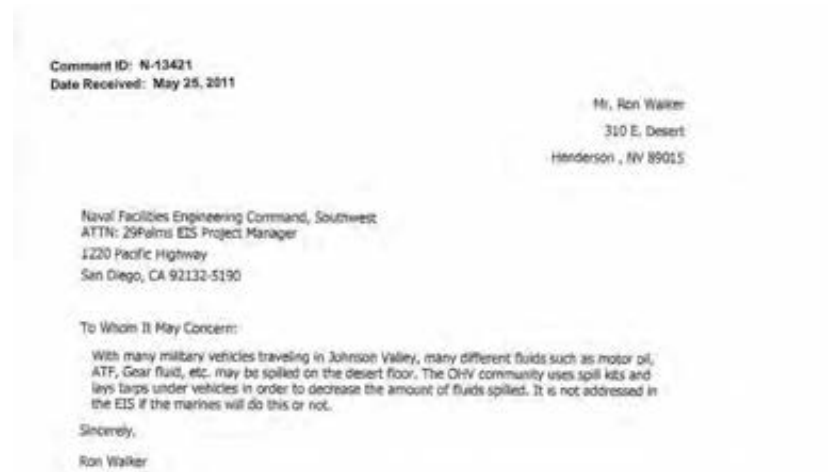 Comment ID: N-13421
Date Received: May 25, 2011
Mr. Ron Walker
310 E. Desert
Henderson , NV 89015
Naval Facilities Engineering Command, Southwest
ATTN: 29Palms EIS Project Manager
1220 Pacific Highway
San Diego, CA 92132-5190
To Whom It May Concern:
With many military vehicles traveling in Johnson Valley, many different fluids such as motor oil,
ATF, Gear fluid, etc. may be spilled on the desert floor. The OHV community uses spill kits and
lays tarps under vehicles in order to decrease the amount of fluids spilled. It is not addressed in
the EIS if the marines will do this or not.
Sincerely,
Ron Walker